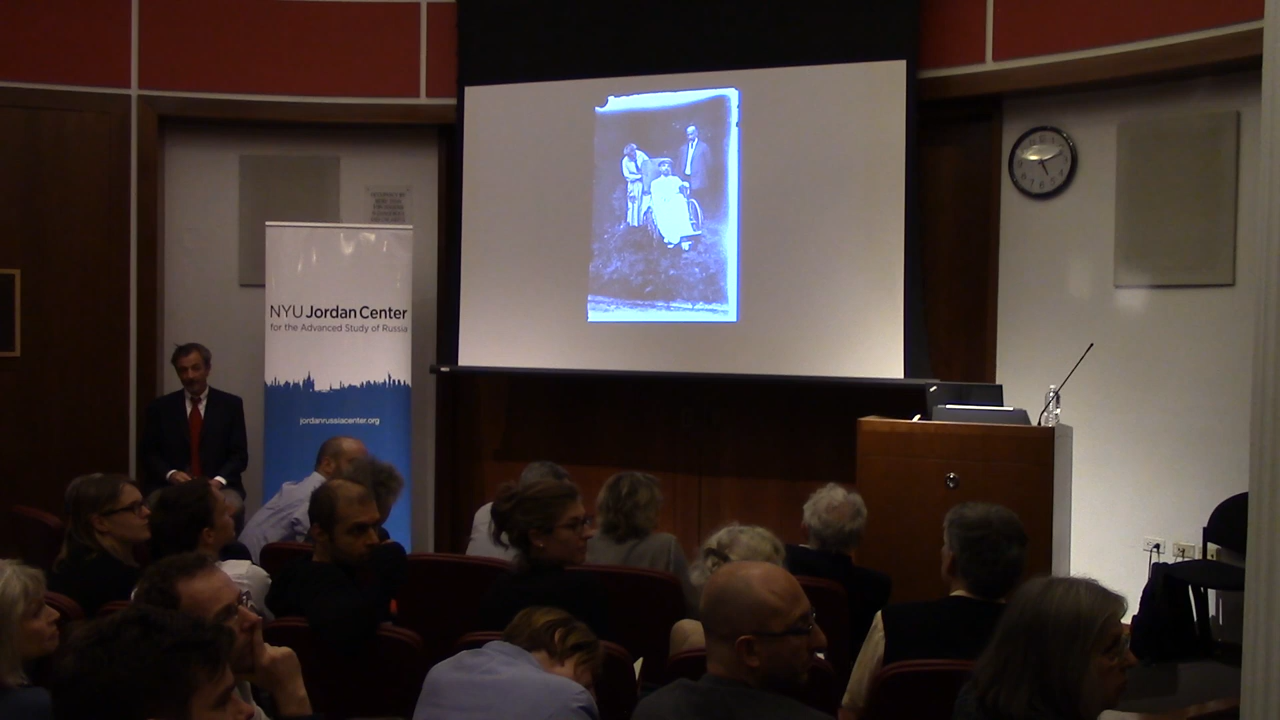 NYU Jordan Center
for the Advanced Study of Russia
jordanrussiacenter.org